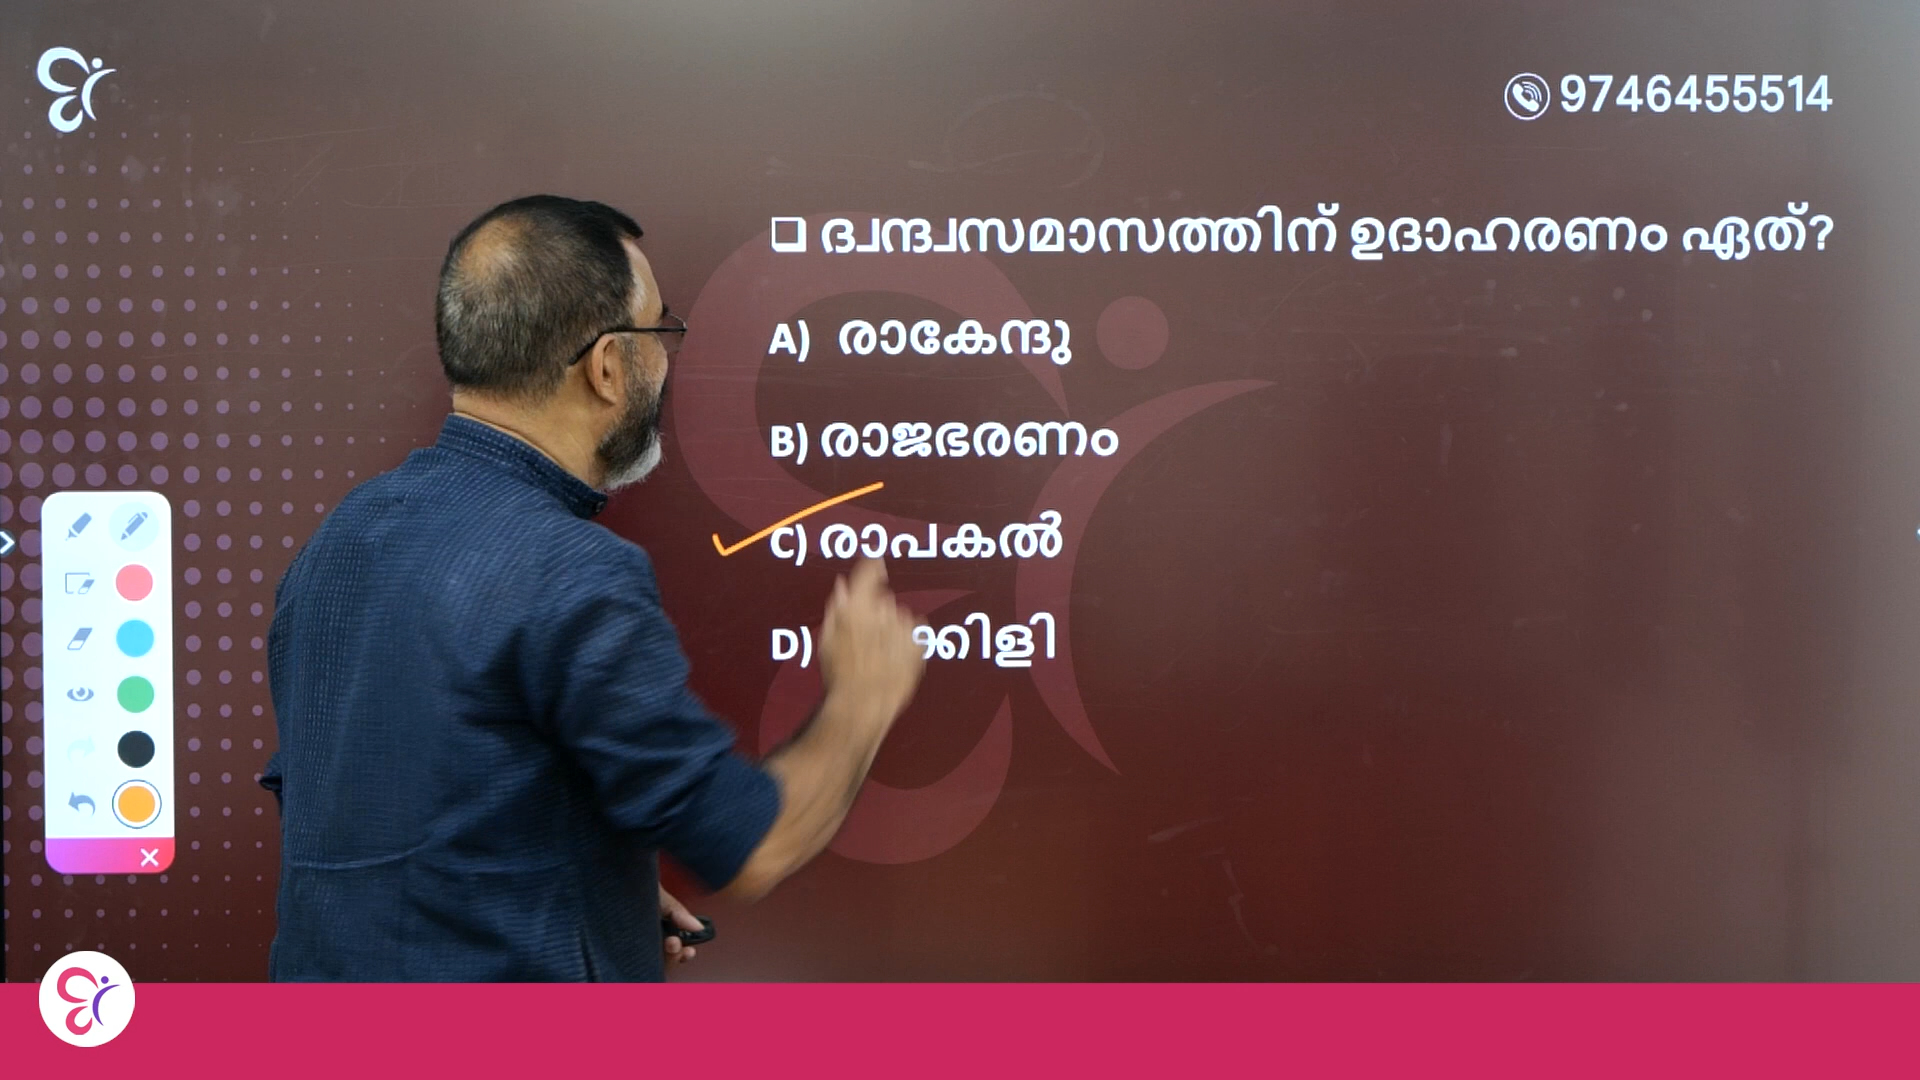 9746455514
❑ ദ്വന്ദ്വസമാസത്തിന് ഉദാഹരണം ഏത്?
A) രാകേന്ദു
B) രാജഭരണം
C) രാപകൽ
D)